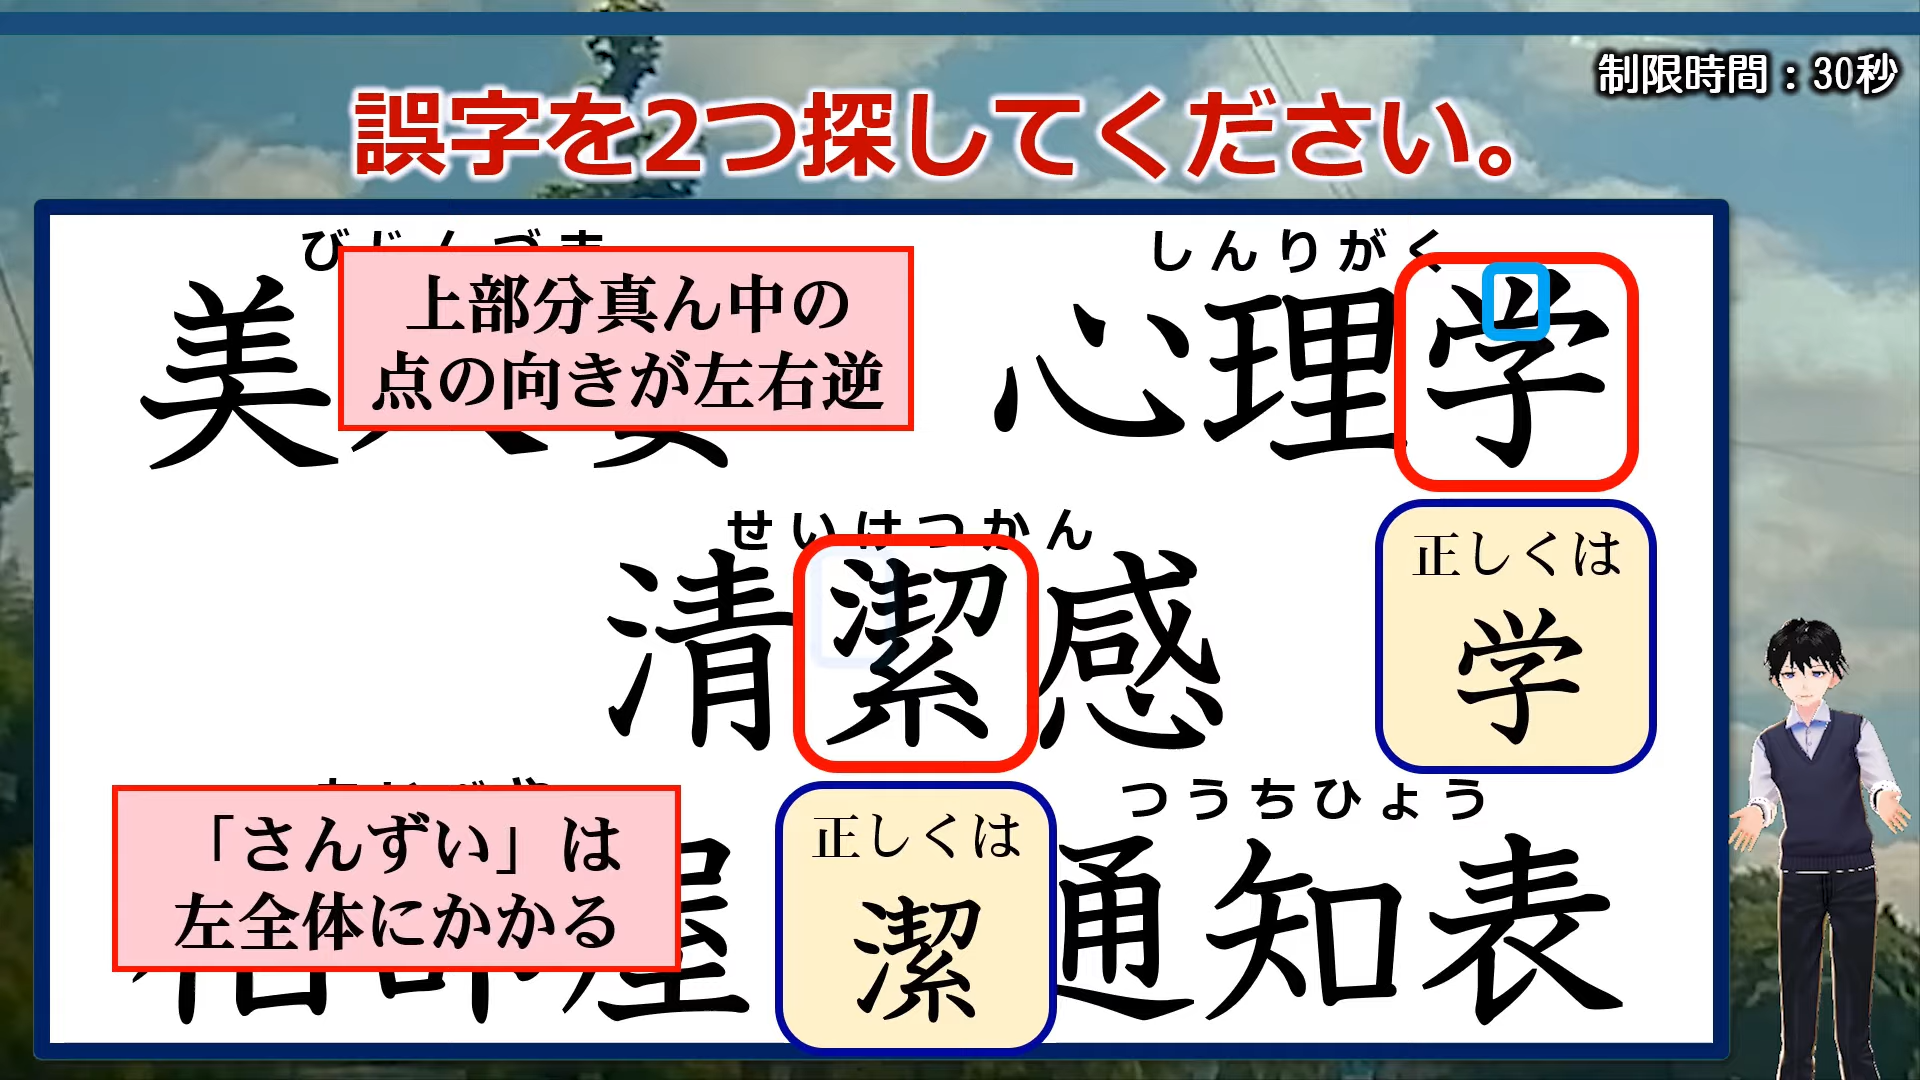 制限時間：30秒
誤字を2つ探してください。
しんりがく
上部分真ん中の
点の向きが左右逆
美
心理学
せいけつかん
清潔感
正しくは
学
つうちひょう
「さんずい」は
左全体にかかる
正しくは
潔
屋
通知表